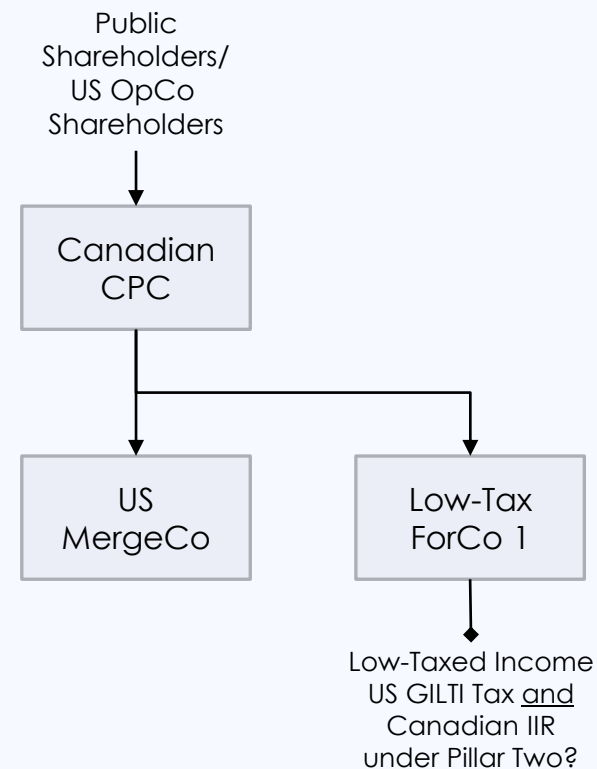 Public
Shareholders/
US OpCo
Shareholders
Canadian
CPC
US
MergeCo
Low-Tax
ForCo 1
Low-Taxed Income
US GILTI Tax and
Canadian IIR
under Pillar Two?